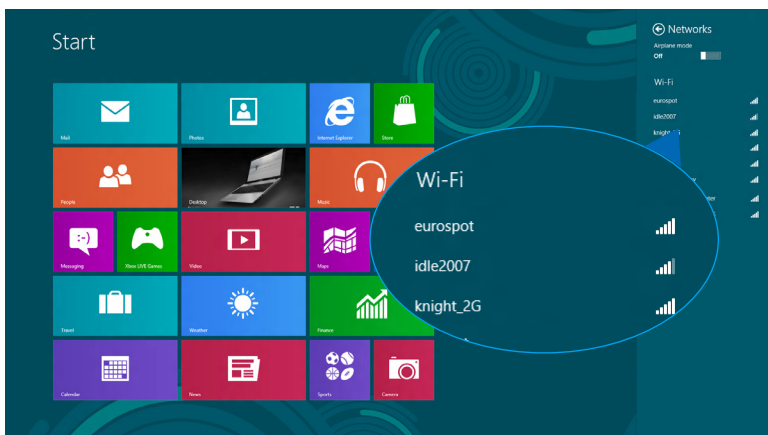 Start
Mail
Photos
Internet Explorer
Store
People
Desktop
Music
Messaging
Xbox LIVE Games
Video
Maps
Travel
Weather
Finance
Calendar
News
Sports
Camera
Networks
Airplane mode
Off
Wi-Fi
eurospot
idle2007
Wi-Fi
eurospot
idle2007
knight_2G